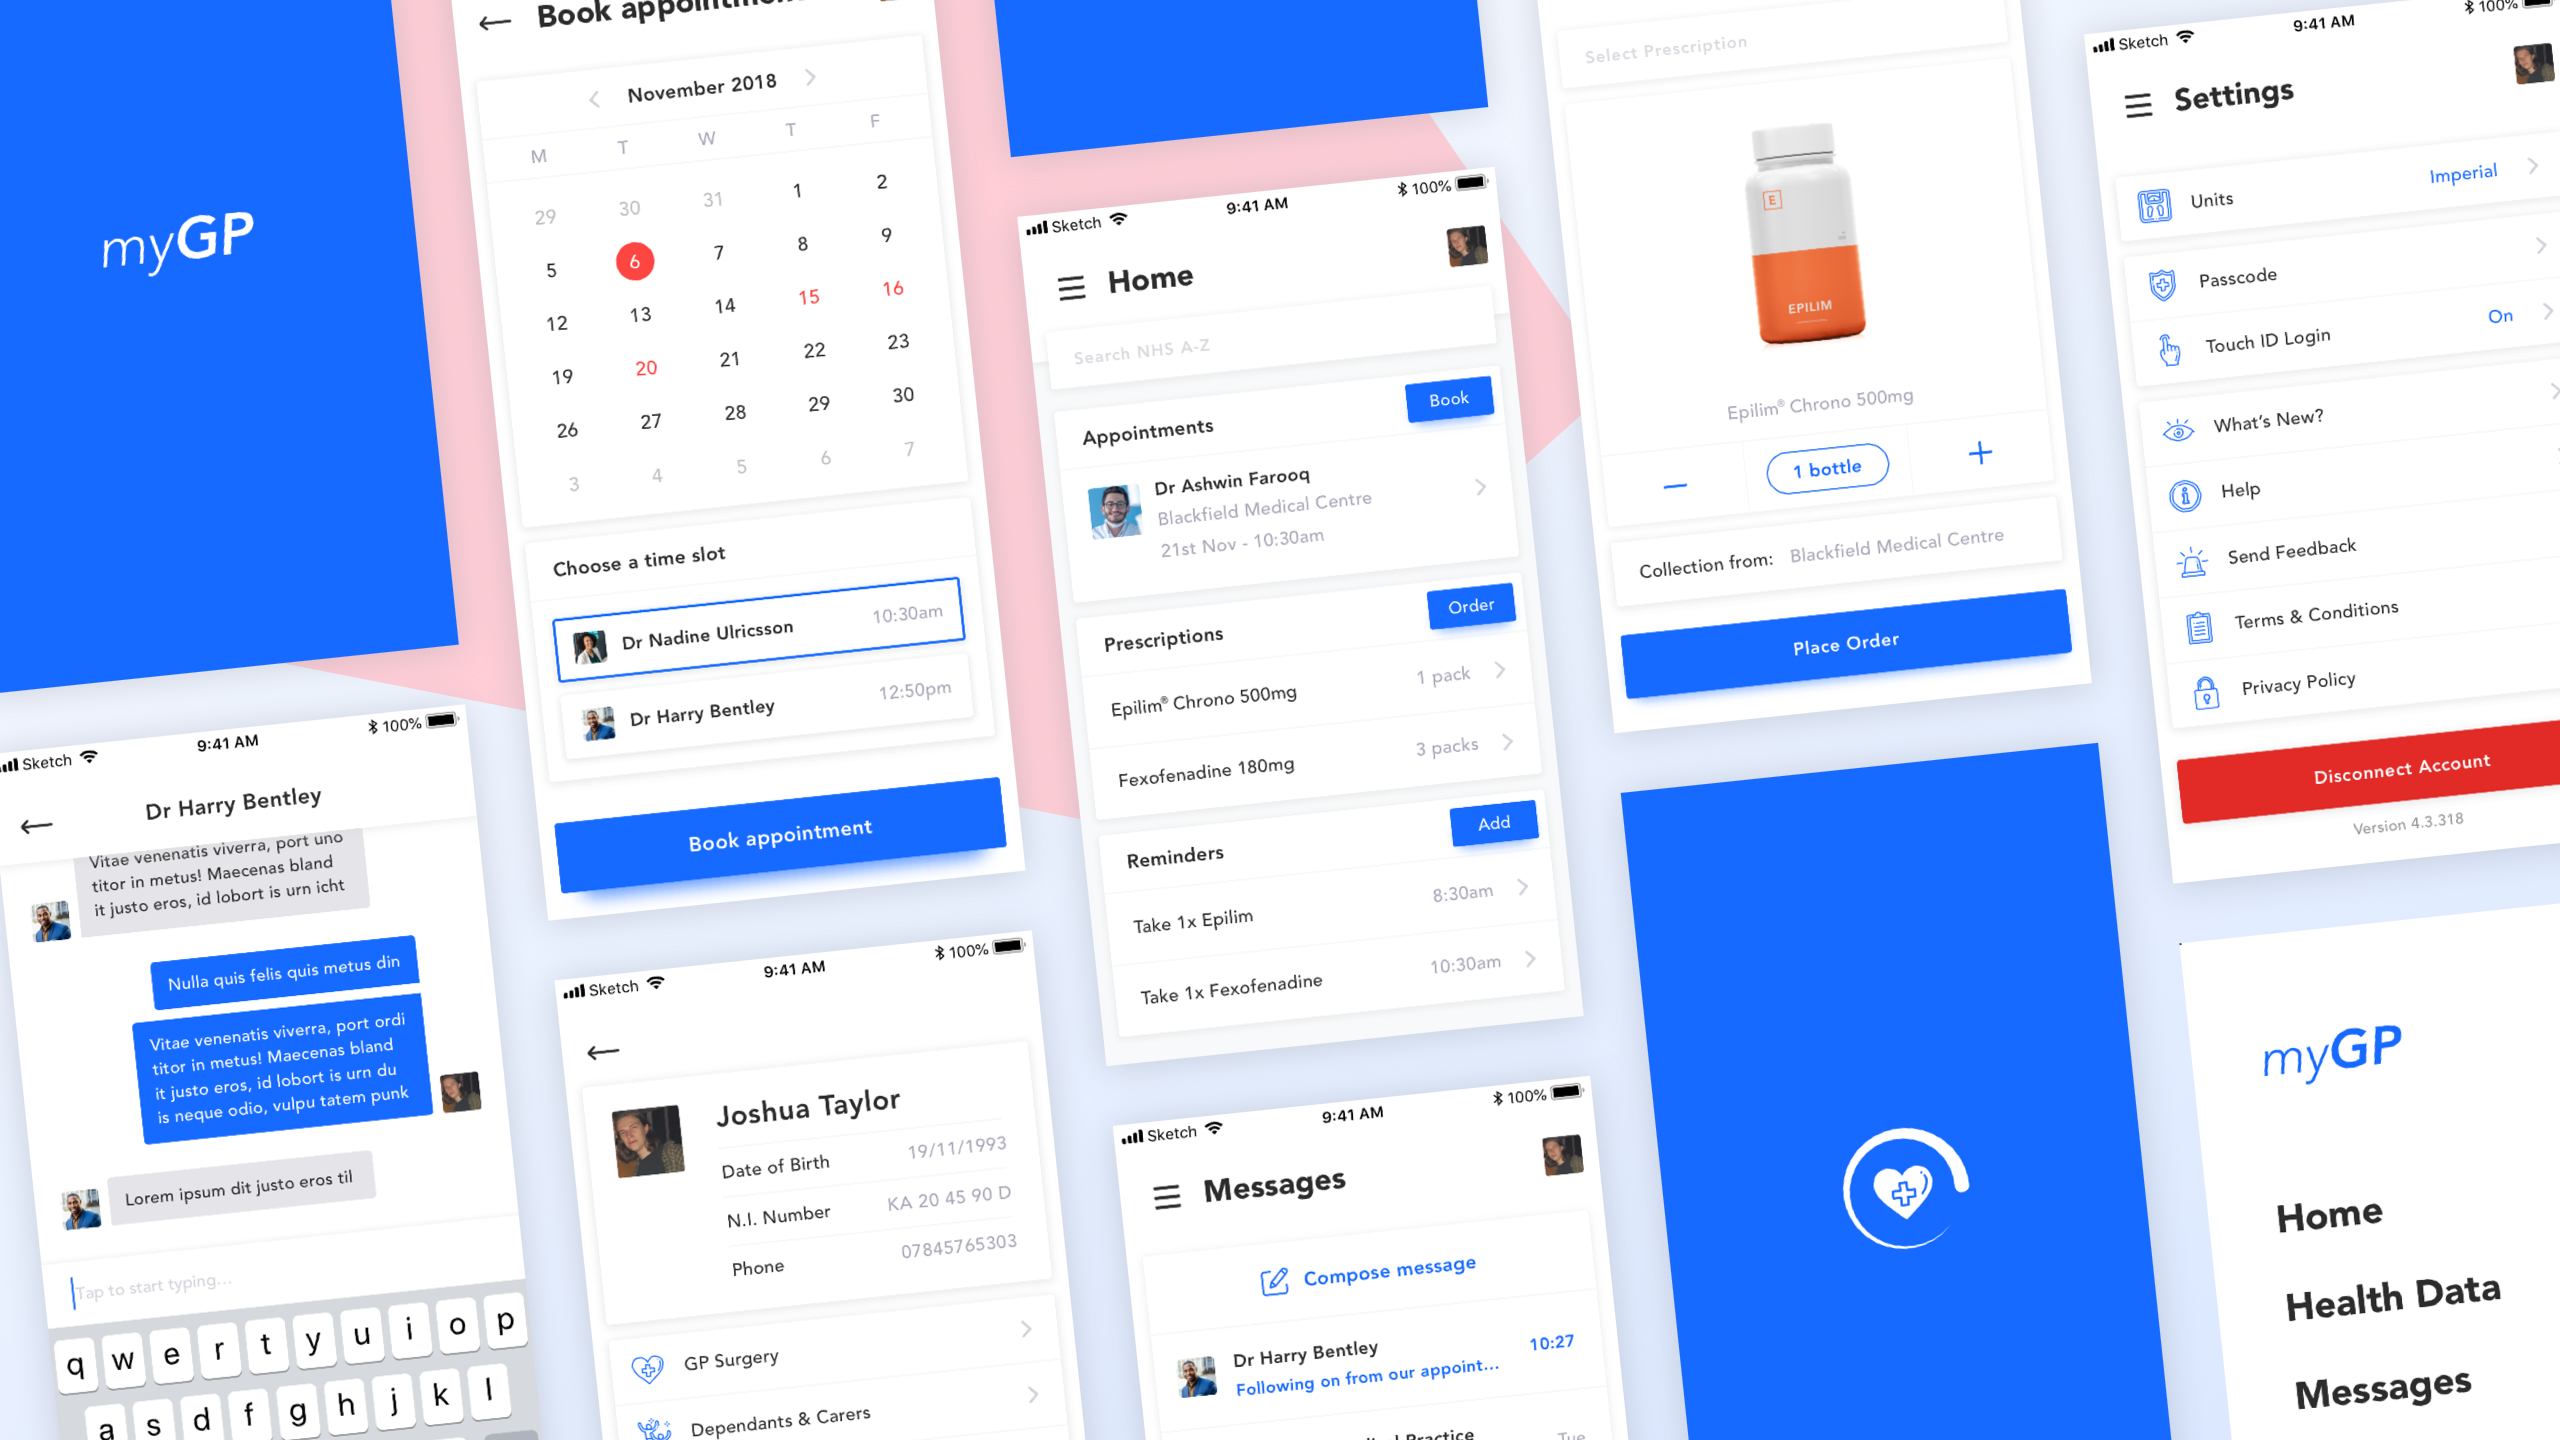 myGP
Sketch
9:41 AM
100%
Dr Harry Bentley
Vitae venenatis viverra, port uno
titor in metus! Maecenas bland
it justo eros, id lobort is urn icht
Nulla quis felis quis metus din
Vitae venenatis viverra, port ordi
titor in metus! Maecenas bland
it justo eros, id lobort is urn du
is neque odio, vulpu tatem punk
Lorem ipsum dit justo eros til
Tap to start typing...
q w e r t y u i o p
a s d f g h j k l
Book appointment
November 2018
M T W T F
29 30 31 1 2
5 6 7 8 9
12 13 14 15 16
19 20 21 22 23
26 27 28 29 30
3 4 5 6 7
Choose a time slot
Dr Nadine Ulricsson 10:30am
Dr Harry Bentley 12:50pm
Book appointment
Sketch
9:41 AM
100%
Joshua Taylor
Date of Birth 19/11/1993
N.I. Number KA 20 45 90 D
Phone 07845765303
GP Surgery
Dependants & Carers
Sketch
9:41 AM
100%
Home
Search NHS A-Z
Appointments
Book
Dr Ashwin Farooq
Blackfield Medical Centre
21st Nov - 10:30am
Prescriptions
Order
Epilim® Chrono 500mg 1 pack
Fexofenadine 180mg 3 packs
Reminders
Add
Take 1x Epilim 8:30am
Take 1x Fexofenadine 10:30am
Sketch
9:41 AM
100%
Messages
Compose message
Dr Harry Bentley 10:27
Following on from our appoint...
Practice Tue
Select Prescription
E
EPILIM
Epilim® Chrono 500mg
1 bottle
Collection from: Blackfield Medical Centre
Place Order
Sketch
9:41 AM
100%
Settings
Units Imperial
Passcode
Touch ID Login On
What's New?
Help
Send Feedback
Terms & Conditions
Privacy Policy
Disconnect Account
Version 4.3.318
myGP
Home
Health Data
Messages